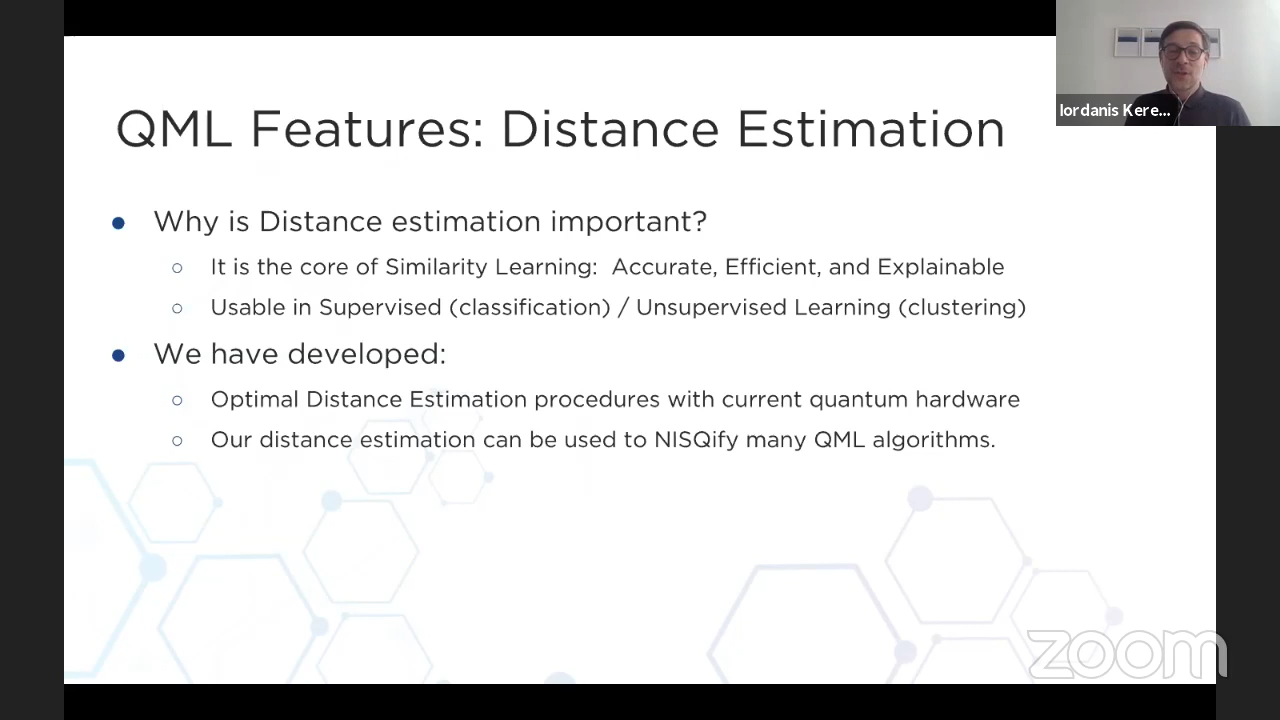 QML Features: Distance Estimation
Iordanis Kere...
● Why is Distance estimation important?
○ It is the core of Similarity Learning: Accurate, Efficient, and Explainable
○ Usable in Supervised (classification) / Unsupervised Learning (clustering)
● We have developed:
○ Optimal Distance Estimation procedures with current quantum hardware
○ Our distance estimation can be used to NISQify many QML algorithms.
zoom